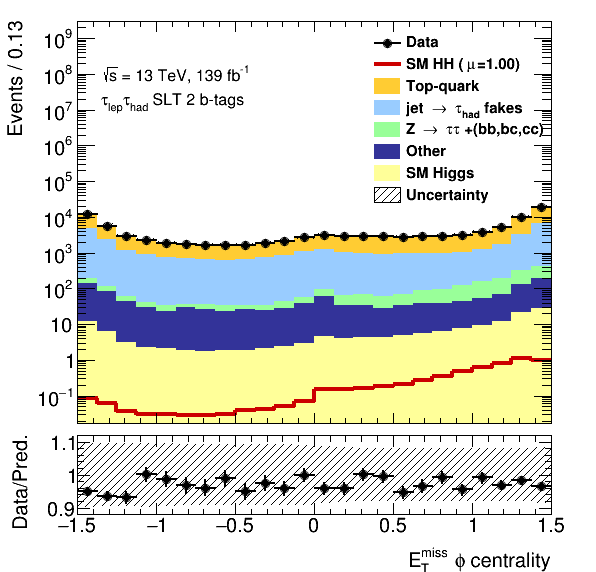 Events / 0.13
10⁹
10⁸
10⁷
10⁶
10⁵
10⁴
10³
10²
10
1
10⁻¹
√s = 13 TeV, 139 fb⁻¹
τ_lep τ_had SLT 2 b-tags
Data
SM HH ( μ=1.00)
Top-quark
jet → τ_had fakes
Z → ττ +(bb,bc,cc)
Other
SM Higgs
Uncertainty
Data/Pred.
1.1
1
0.9
−1.5 −1 −0.5 0 0.5 1 1.5
E_T^miss ϕ centrality